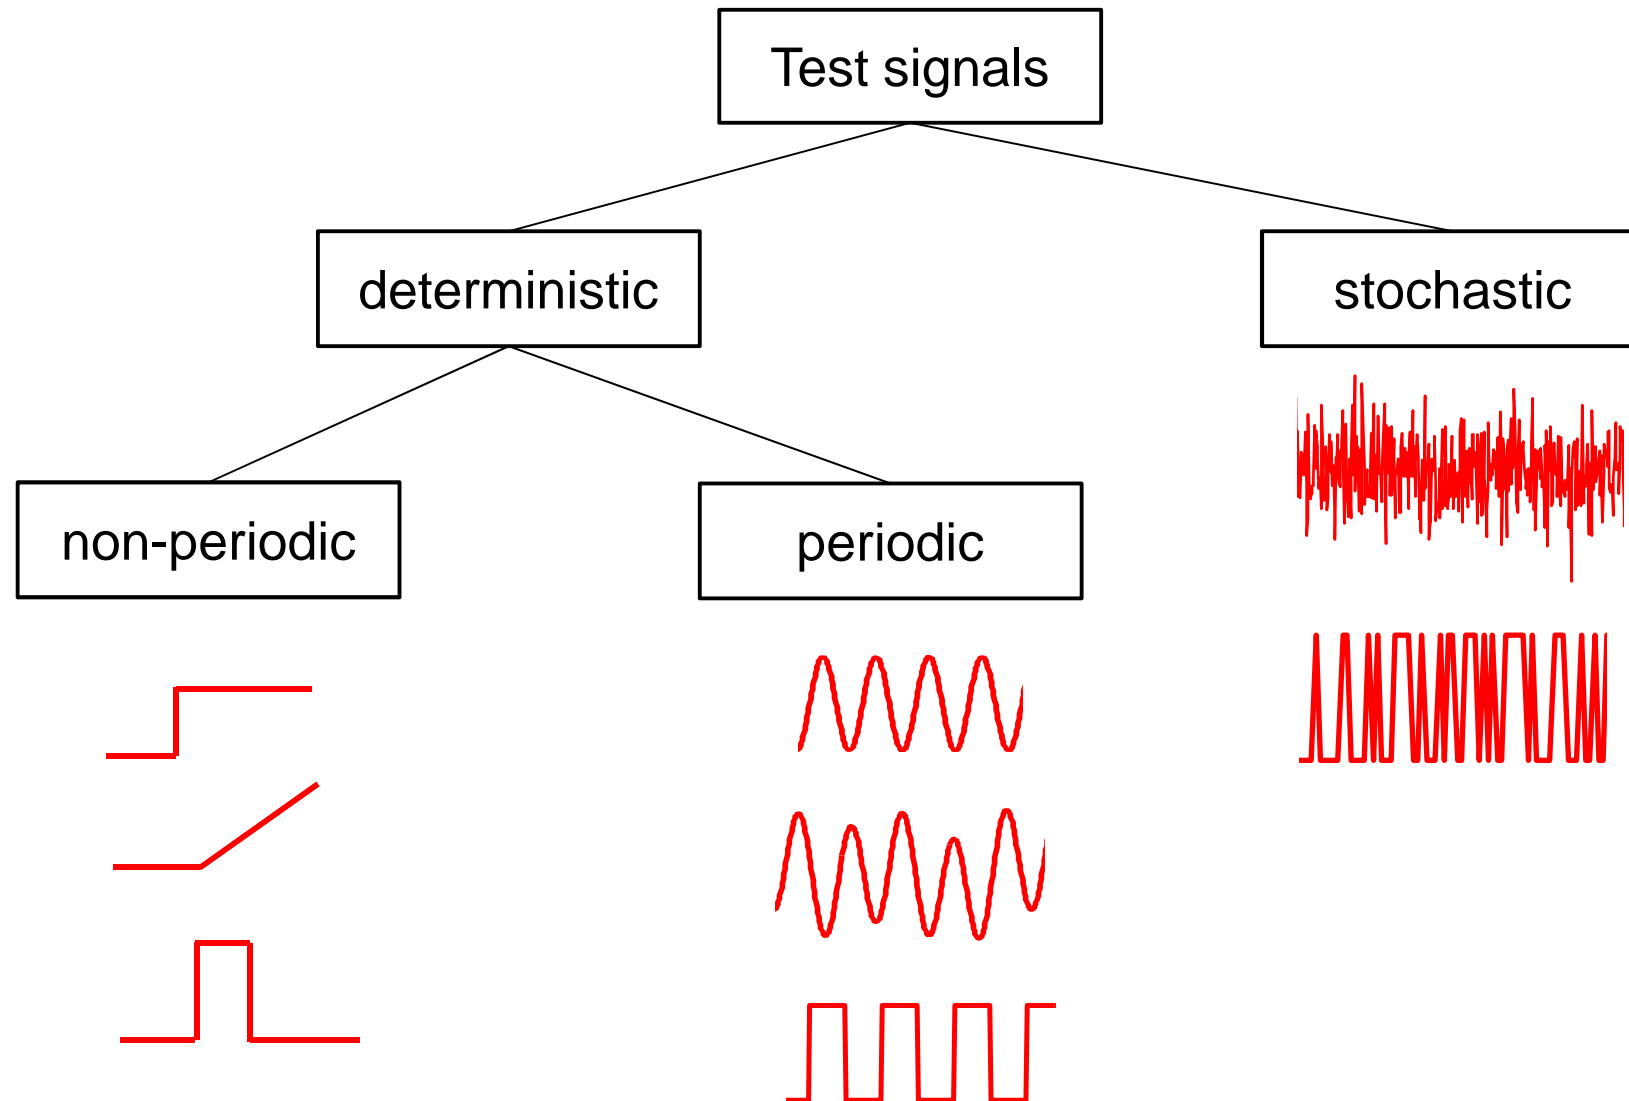 Test signals
deterministic
stochastic
non-periodic
periodic